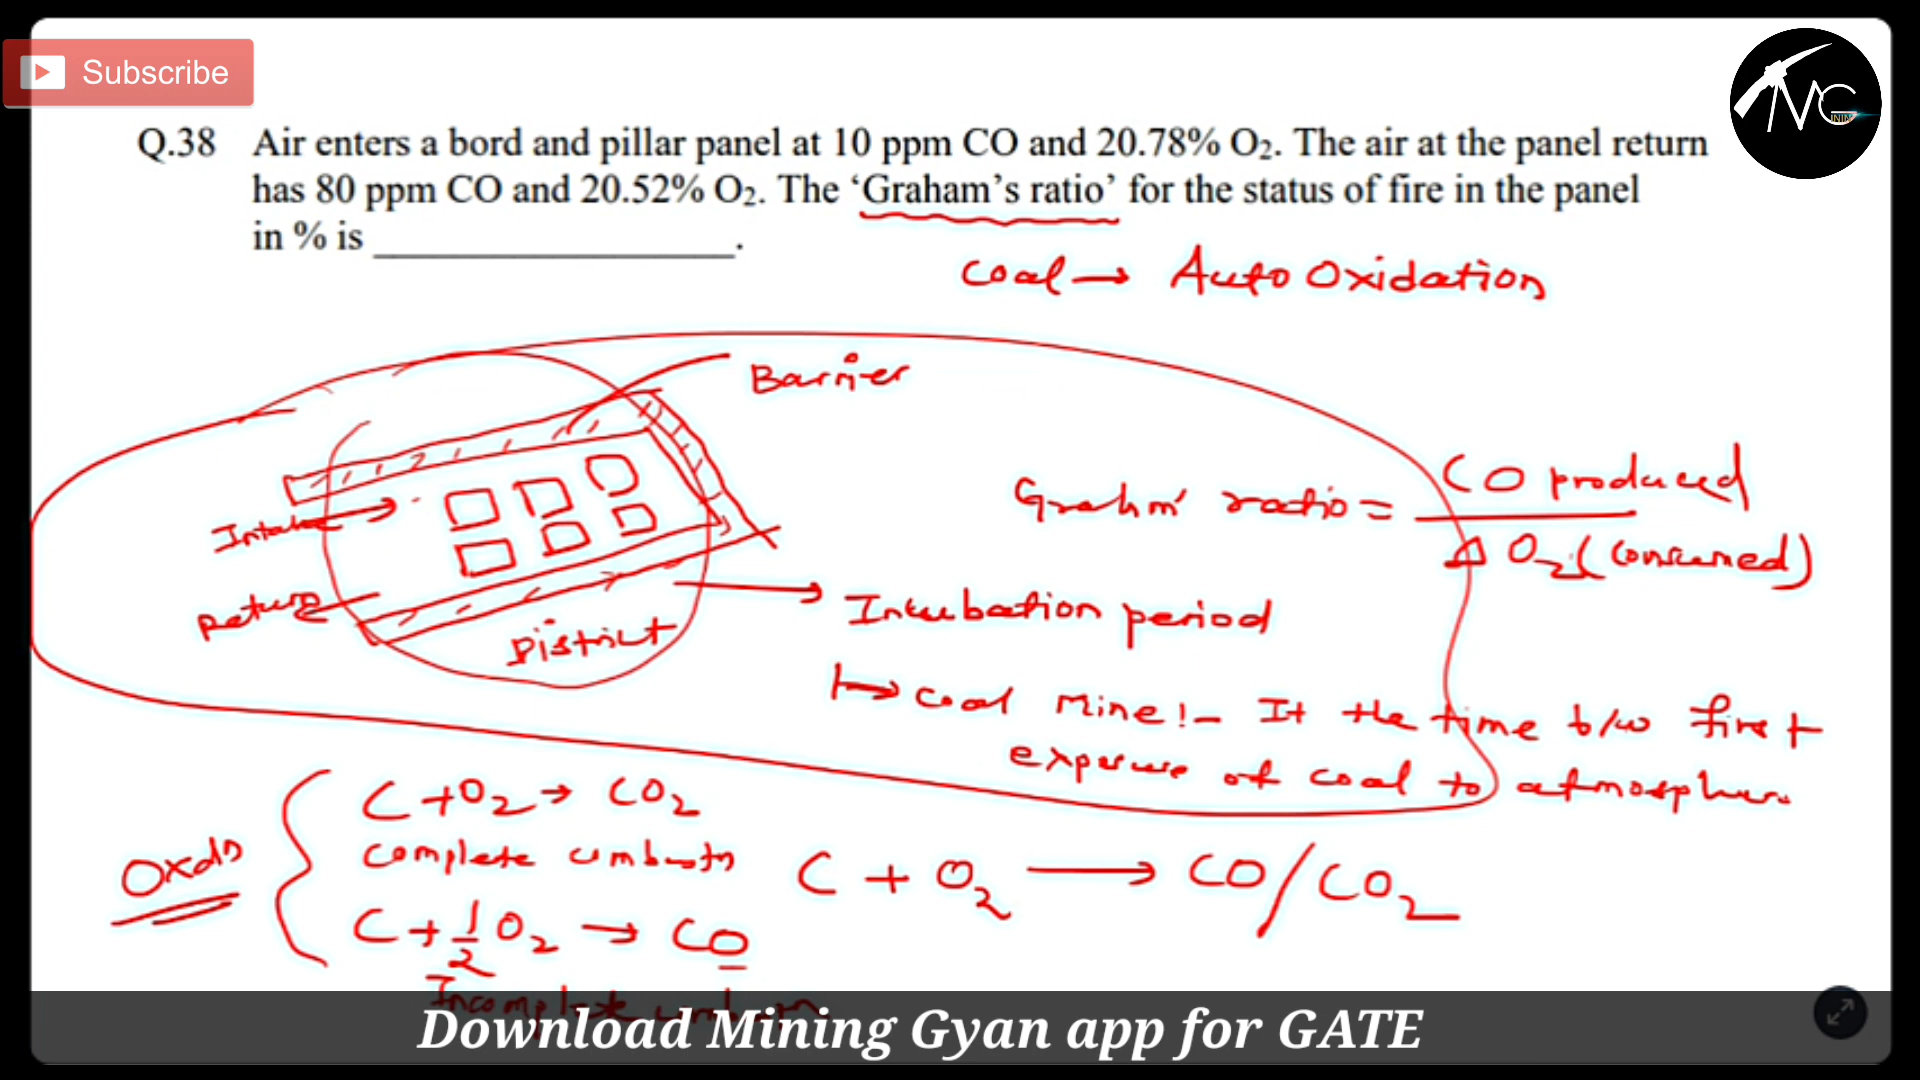 Subscribe
Q.38 Air enters a bord and pillar panel at 10 ppm CO and 20.78% O₂. The air at the panel return
has 80 ppm CO and 20.52% O₂. The ‘Graham’s ratio’ for the status of fire in the panel
in % is ____________________.
coal → Auto Oxidation
Barrier
Intake
Return
District
Grahm' ratio = CO produced
Δ O₂ (consumed)
Incubation period
↦ coal Mine!- It the time b/w first
exposure of coal to atmosphere
Oxdn
C + O₂ → CO₂
complete
C + 1/2 O₂ → CO
Incomplete
C + O₂ → CO/CO₂
MG
Download Mining Gyan app for GATE